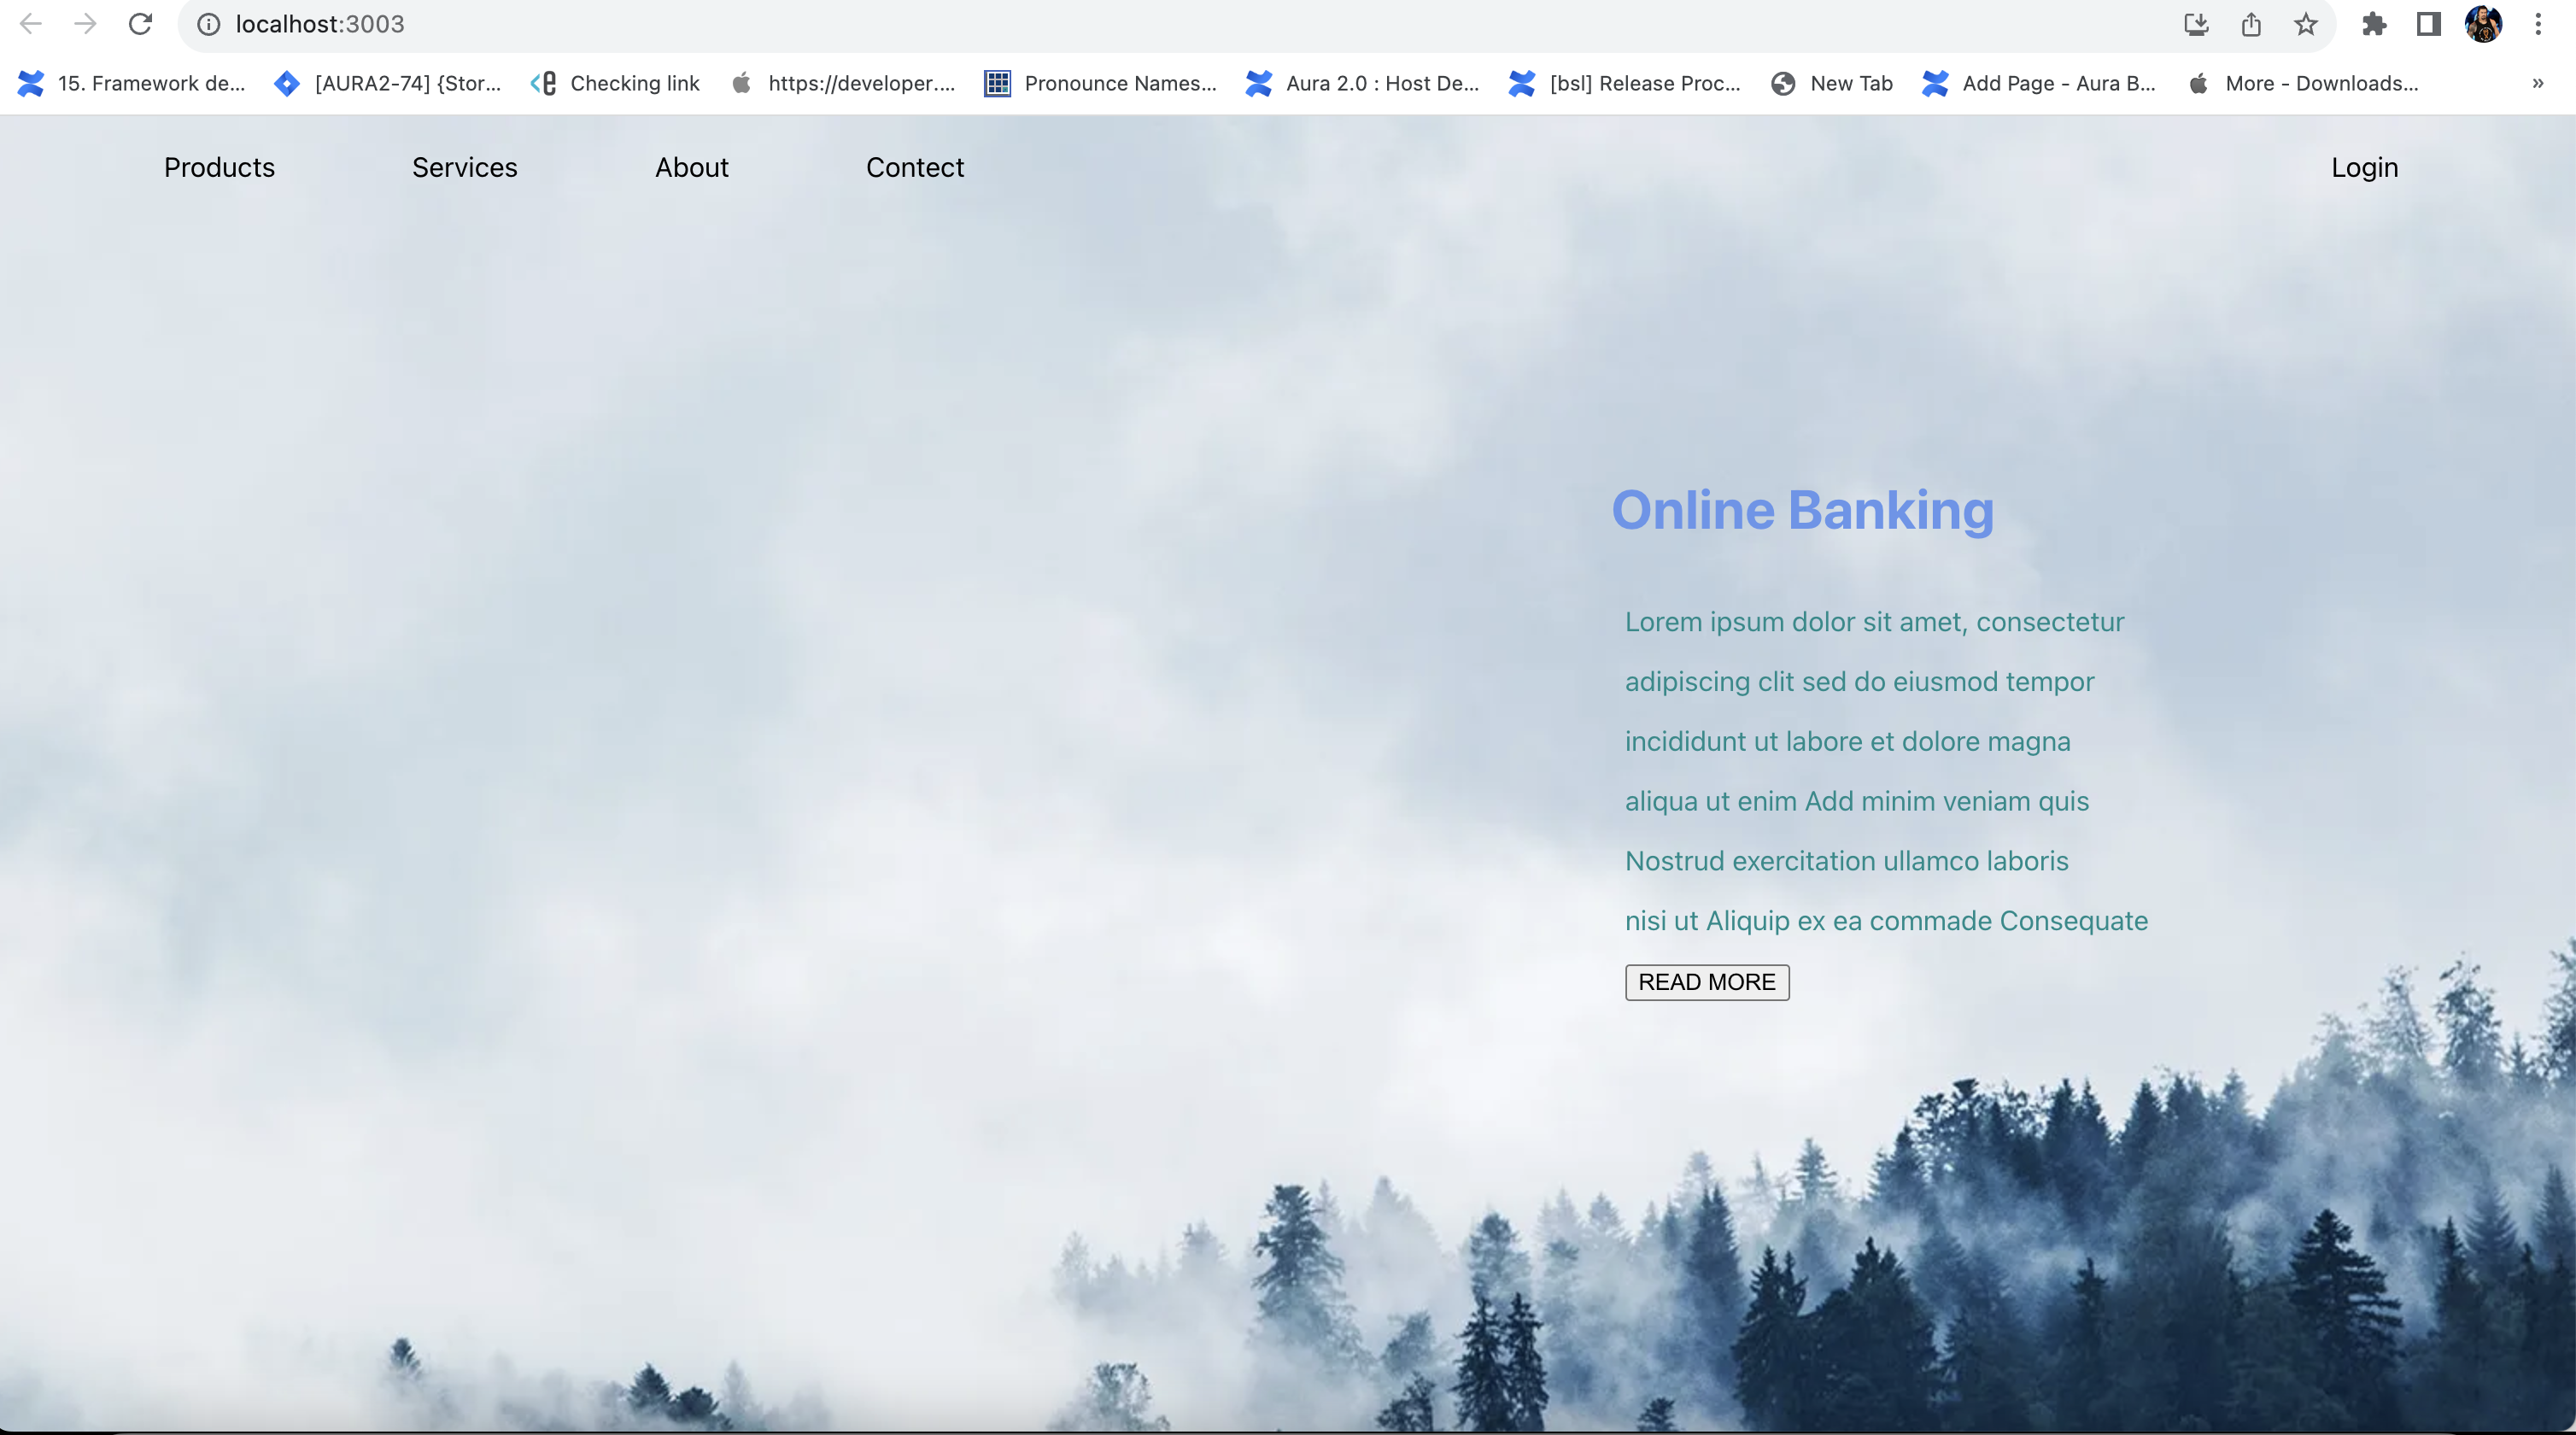 localhost:3003
15. Framework de... [AURA2-74] {Stor... Checking link https://developer.... Pronounce Names... Aura 2.0 : Host De... [bsl] Release Proc... New Tab Add Page - Aura B... More - Downloads... »
Products Services About Contect Login
Online Banking
Lorem ipsum dolor sit amet, consectetur
adipiscing clit sed do eiusmod tempor
incididunt ut labore et dolore magna
aliqua ut enim Add minim veniam quis
Nostrud exercitation ullamco laboris
nisi ut Aliquip ex ea commade Consequate
READ MORE